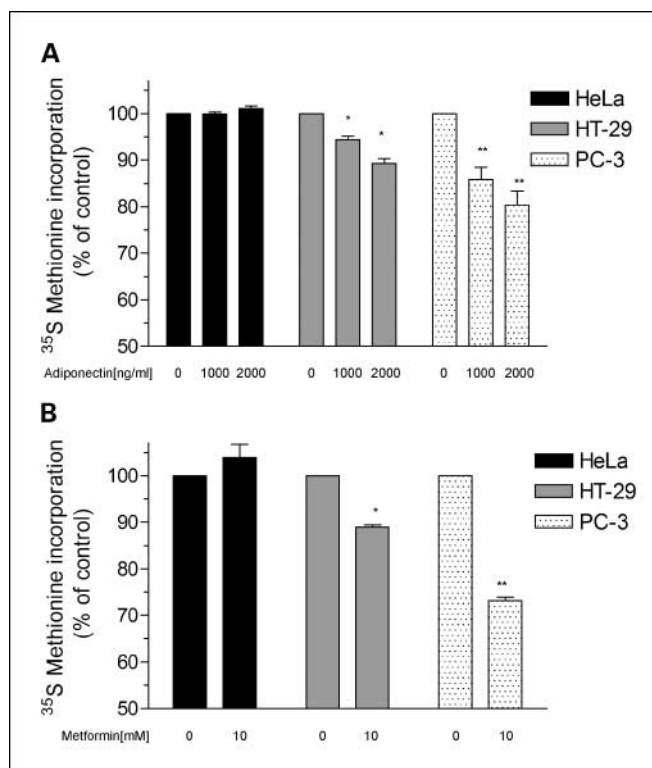 A
³⁵S Methionine incorporation
(% of control)
100
90
80
70
60
50
* * ** **
HeLa
HT-29
PC-3
Adiponectin[ng/ml] 0 1000 2000 0 1000 2000 0 1000 2000
B
³⁵S Methionine incorporation
(% of control)
100
90
80
70
60
50
* **
HeLa
HT-29
PC-3
Metformin[mM] 0 10 0 10 0 10